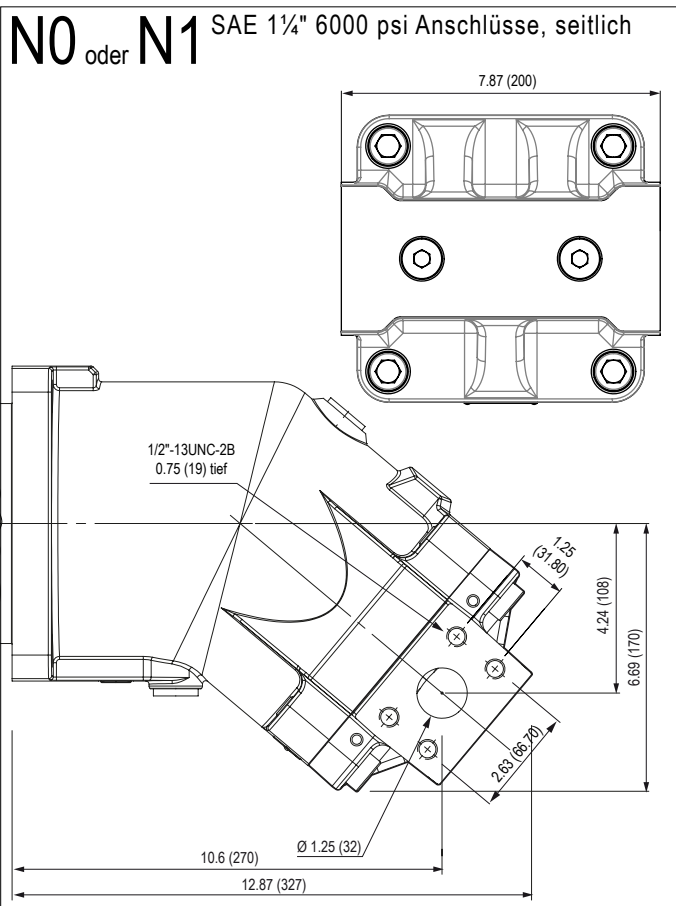 N0 oder N1 SAE 1¼" 6000 psi Anschlüsse, seitlich
7.87 (200)
1/2"-13UNC-2B
0.75 (19) tief
1.25
(31.80)
4.24 (108)
6.69 (170)
2.63 (66.70)
Ø 1.25 (32)
10.6 (270)
12.87 (327)